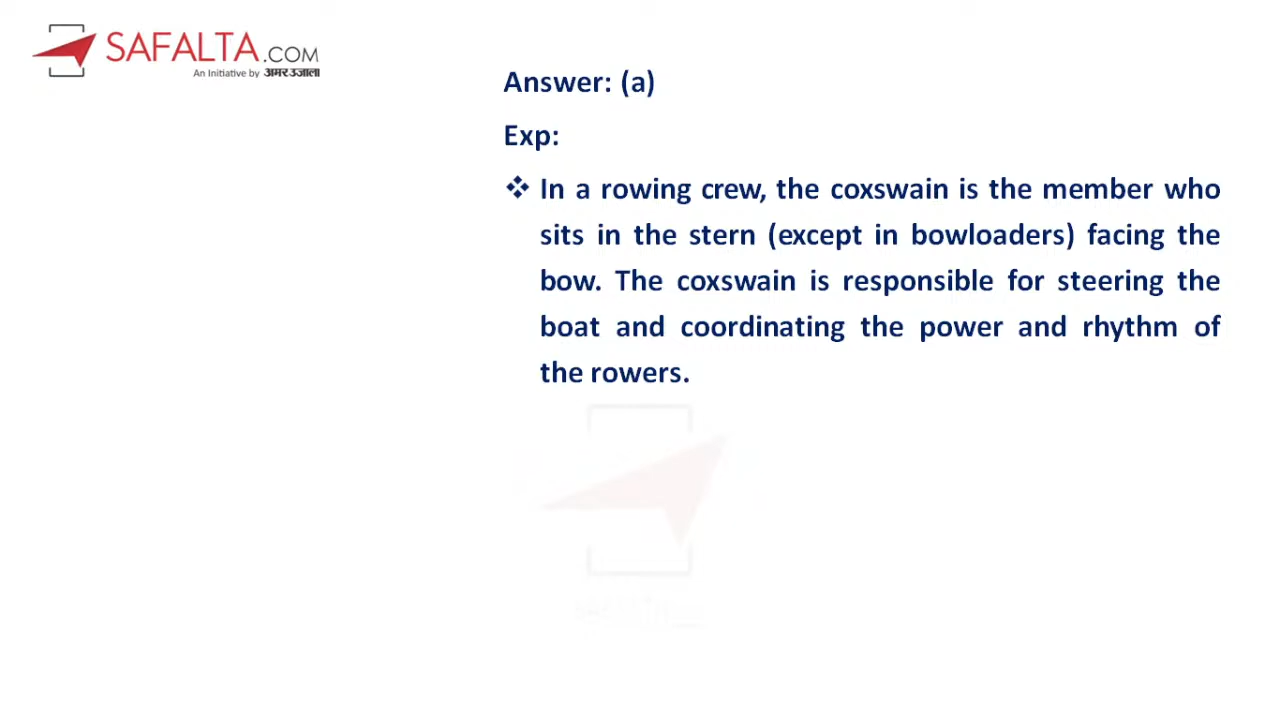 SAFALTA.COM
An Initiative by अमर उजाला
Answer: (a)
Exp:
❖ In a rowing crew, the coxswain is the member who
sits in the stern (except in bowloaders) facing the
bow. The coxswain is responsible for steering the
boat and coordinating the power and rhythm of
the rowers.